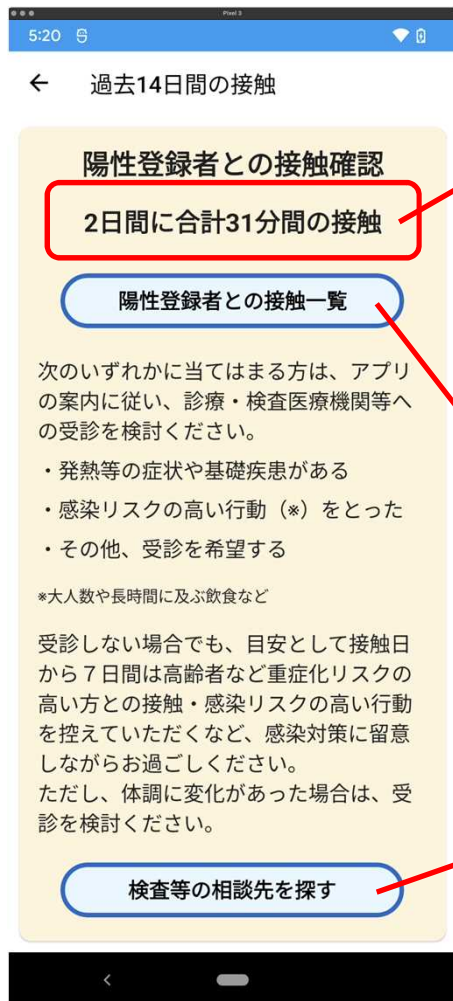 Pixel 3
5:20
過去14日間の接触
陽性登録者との接触確認
2日間に合計31分間の接触
陽性登録者との接触一覧
次のいずれかに当てはまる方は、アプリ
の案内に従い、診療・検査医療機関等へ
の受診を検討ください。
・発熱等の症状や基礎疾患がある
・感染リスクの高い行動（※）をとった
・その他、受診を希望する
※大人数や長時間に及ぶ飲食など
受診しない場合でも、目安として接触日
から７日間は高齢者など重症化リスクの
高い方との接触・感染リスクの高い行動
を控えていただくなど、感染対策に留意
しながらお過ごしください。
ただし、体調に変化があった場合は、受
診を検討ください。
検査等の相談先を探す